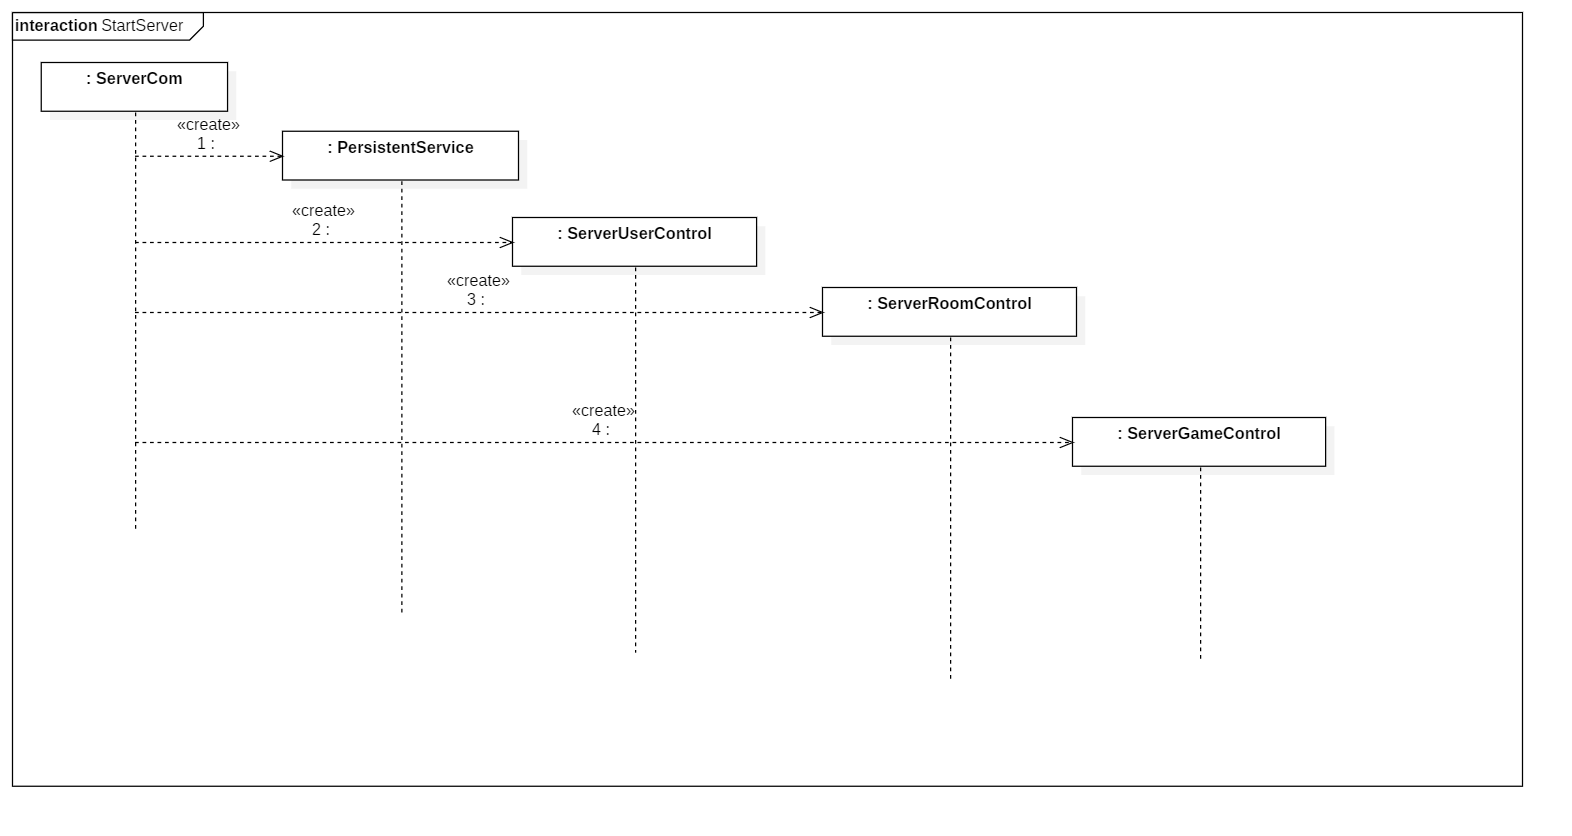 interaction StartServer
: ServerCom
«create»
1 :
: PersistentService
«create»
2 :
: ServerUserControl
«create»
3 :
: ServerRoomControl
«create»
4 :
: ServerGameControl